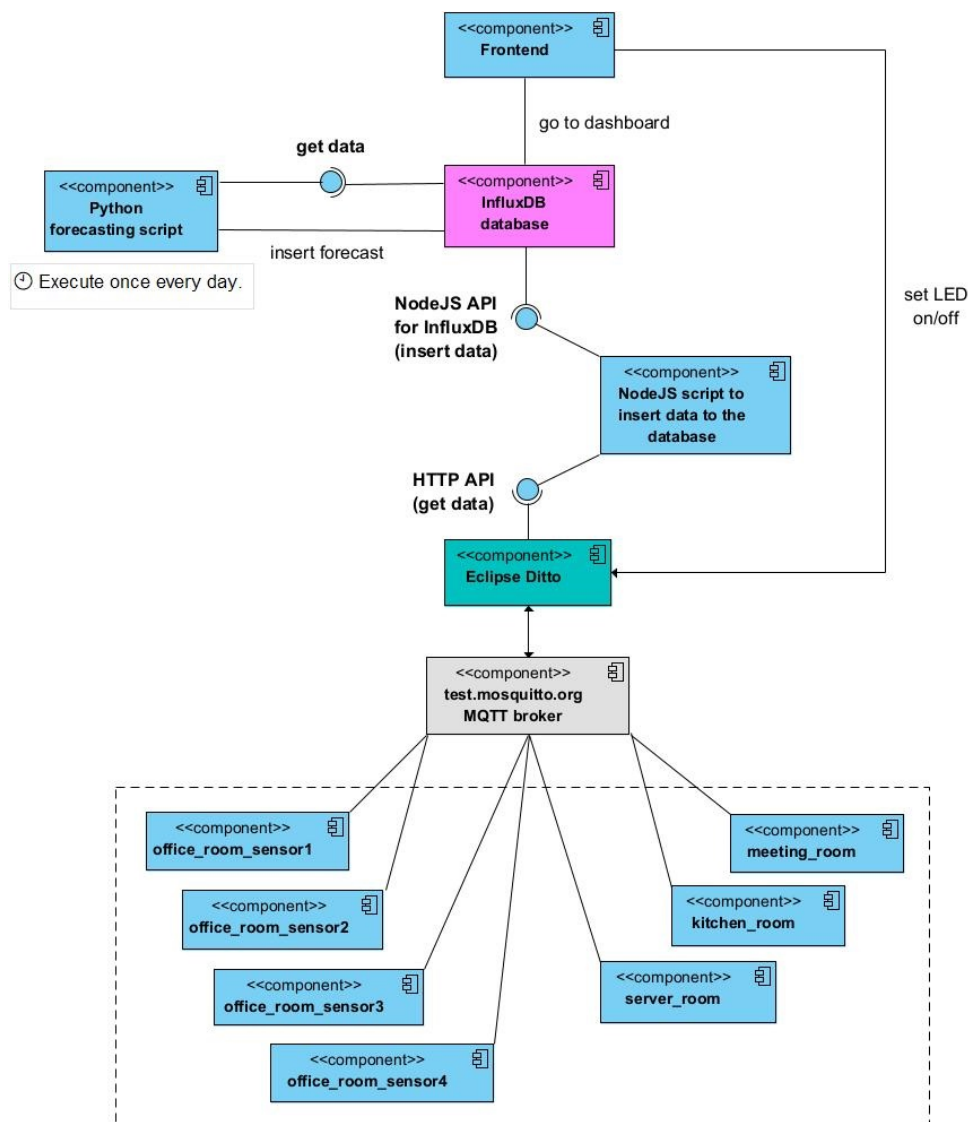 <<component>>
Frontend
go to dashboard
get data
<<component>>
Python
forecasting script
<<component>>
InfluxDB
database
insert forecast
Execute once every day.
NodeJS API
for InfluxDB
(insert data)
set LED
on/off
<<component>>
NodeJS script to
insert data to the
database
HTTP API
(get data)
<<component>>
Eclipse Ditto
<<component>>
test.mosquitto.org
MQTT broker
<<component>>
office_room_sensor1
<<component>>
meeting_room
<<component>>
office_room_sensor2
<<component>>
kitchen_room
<<component>>
office_room_sensor3
<<component>>
server_room
<<component>>
office_room_sensor4